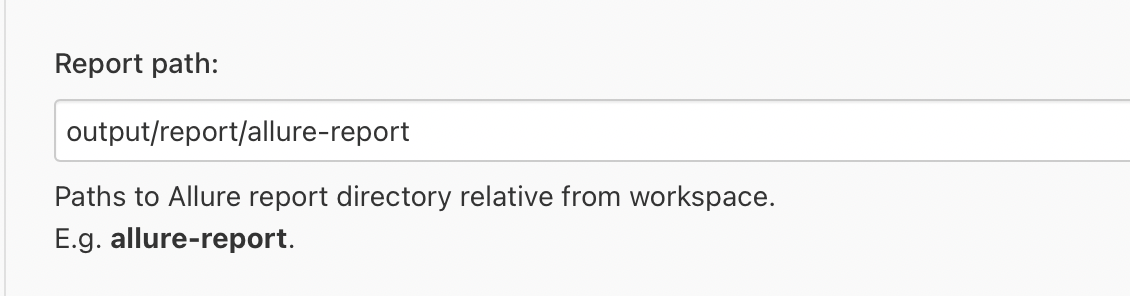 Report path:
output/report/allure-report
Paths to Allure report directory relative from workspace.
E.g. allure-report.